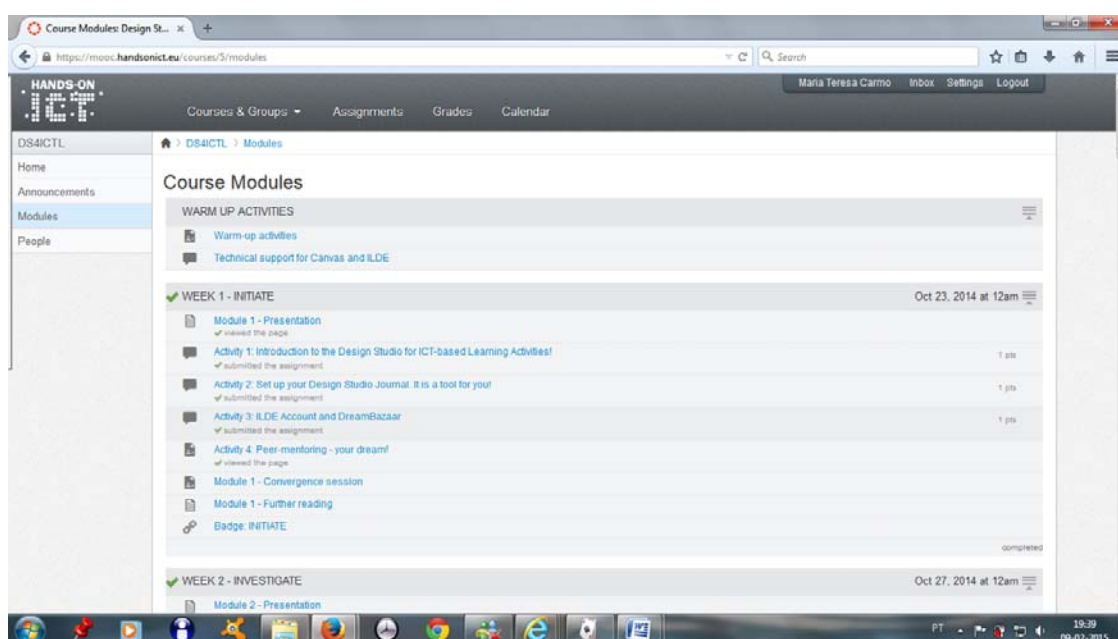 Course Modules: Design St... × +
https://mooc.handsonict.eu/courses/5/modules Search
HANDS-ON
ICT
Maria Teresa Carmo Inbox Settings Logout
Courses & Groups Assignments Grades Calendar
DS4ICTL
Home
Announcements
Modules
People
DS4ICTL > Modules
Course Modules
WARM UP ACTIVITIES
Warm-up activities
Technical support for Canvas and ILDE
WEEK 1 - INITIATE Oct 23, 2014 at 12am
Module 1 - Presentation
viewed the page
Activity 1: Introduction to the Design Studio for ICT-based Learning Activities! 1 pts
submitted the assignment
Activity 2: Set up your Design Studio Journal. It is a tool for you! 1 pts
submitted the assignment
Activity 3: ILDE Account and DreamBazaar 1 pts
submitted the assignment
Activity 4: Peer-mentoring - your dream!
viewed the page
Module 1 - Convergence session
Module 1 - Further reading
Badge: INITIATE
completed
WEEK 2 - INVESTIGATE Oct 27, 2014 at 12am
Module 2 - Presentation
PT 19:39